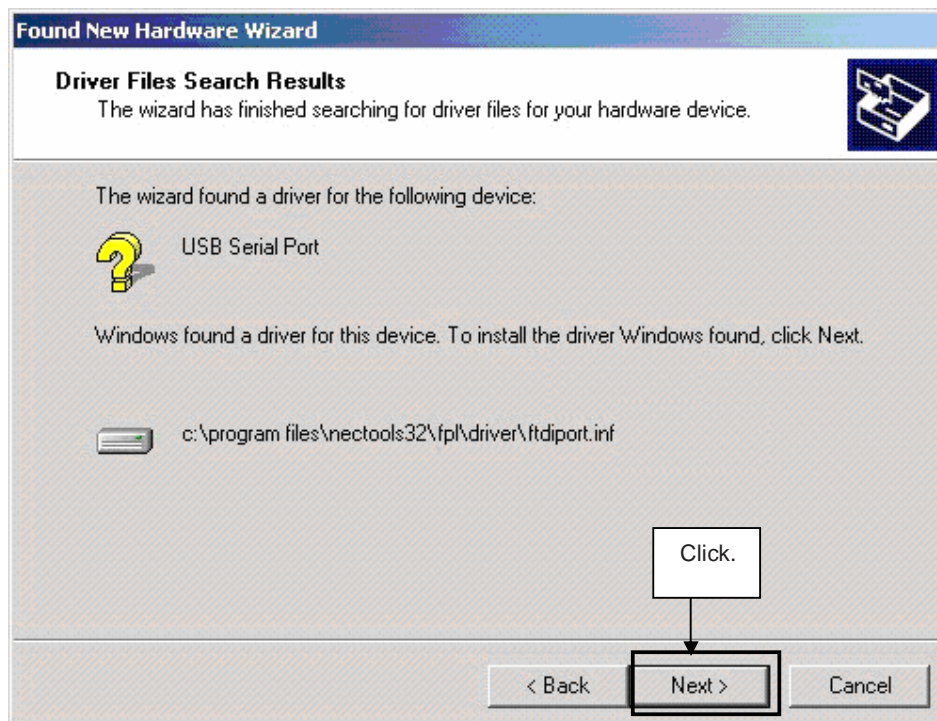 Found New Hardware Wizard
Driver Files Search Results
The wizard has finished searching for driver files for your hardware device.
The wizard found a driver for the following device:
USB Serial Port
Windows found a driver for this device. To install the driver Windows found, click Next.
c:\program files\nectools32\fpl\driver\ftdiport.inf
Click.
< Back
Next >
Cancel